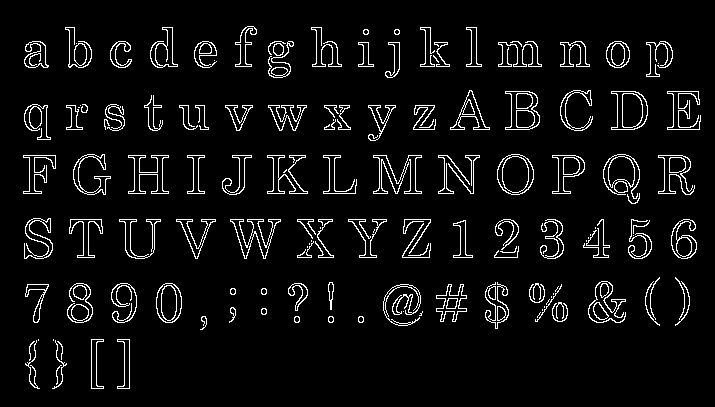 a b c d e f g h i j k l m n o p
q r s t u v w x y z A B C D E
F G H I J K L M N O P Q R
S T U V W X Y Z 1 2 3 4 5 6
7 8 9 0 , ; : ? ! . @ # $ % & ( )
{ } [ ]